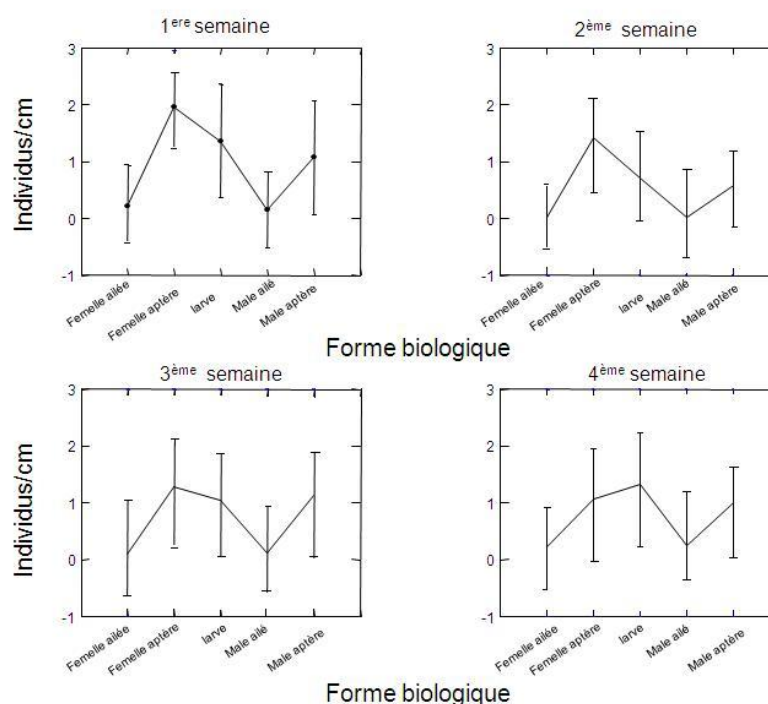 1ere semaine
2ème semaine
Individus/cm
3
2
1
0
-1
3
2
1
0
-1
Femelle ailée
Femelle aptère
larve
Male ailé
Male aptère
Femelle ailée
Femelle aptère
larve
Male ailé
Male aptère
Forme biologique
3ème semaine
4ème semaine
Individus/cm
3
2
1
0
-1
3
2
1
0
-1
Femelle ailée
Femelle aptère
larve
Male ailé
Male aptère
Femelle ailée
Femelle aptère
larve
Male ailé
Male aptère
Forme biologique